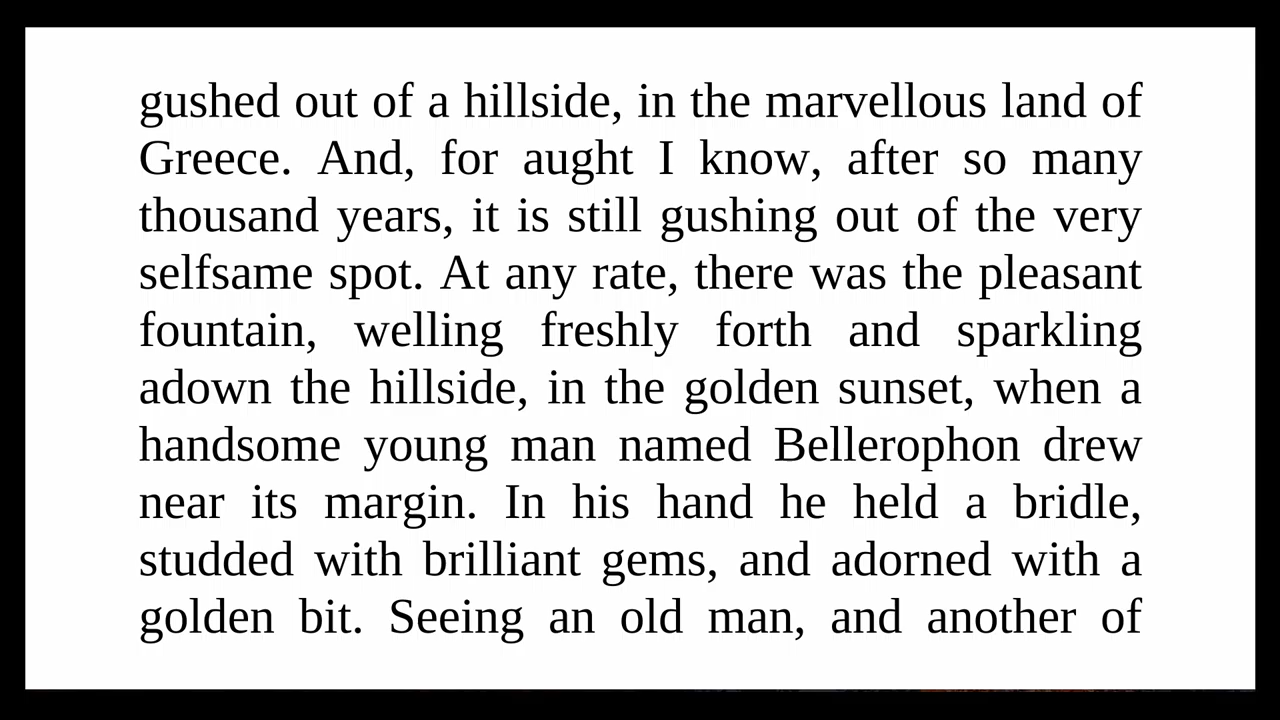 gushed out of a hillside, in the marvellous land of
Greece. And, for aught I know, after so many
thousand years, it is still gushing out of the very
selfsame spot. At any rate, there was the pleasant
fountain, welling freshly forth and sparkling
adown the hillside, in the golden sunset, when a
handsome young man named Bellerophon drew
near its margin. In his hand he held a bridle,
studded with brilliant gems, and adorned with a
golden bit. Seeing an old man, and another of